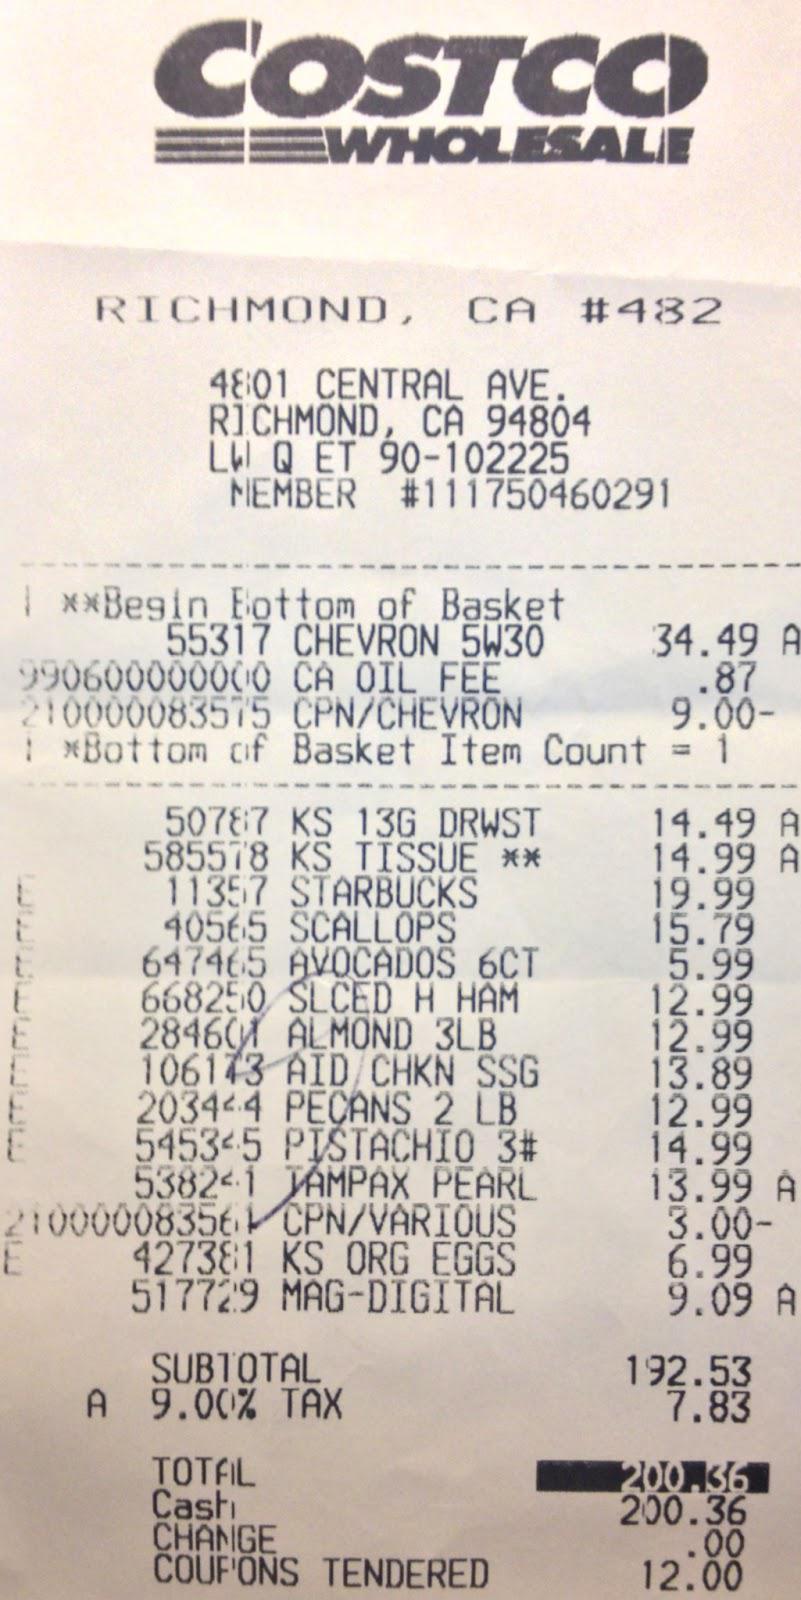 COSTCO
WHOLESALE
RICHMOND, CA #482
4801 CENTRAL AVE.
RICHMOND, CA 94804
LW Q ET 90-102225
MEMBER #111750460291
**Begin Bottom of Basket
55317 CHEVRON 5W30 34.49 A
990600000000 CA OIL FEE .87
210000083575 CPN/CHEVRON 9.00-
*Bottom of Basket Item Count = 1
50787 KS 13G DRWST 14.49 A
585578 KS TISSUE ** 14.99 A
E 11357 STARBUCKS 19.99
E 40565 SCALLOPS 15.79
E 647465 AVOCADOS 6CT 5.99
E 668250 SLCED H HAM 12.99
E 284601 ALMOND 3LB 12.99
E 106143 AID CHKN SSG 13.89
E 203444 PECANS 2 LB 12.99
E 545345 PISTACHIO 3# 14.99
538241 TAMPAX PEARL 13.99 A
210000083561 CPN/VARIOUS 3.00-
E 427381 KS ORG EGGS 6.99
517729 MAG-DIGITAL 9.09 A
SUBTOTAL 192.53
A 9.00% TAX 7.83
TOTAL 200.36
Cash 200.36
CHANGE .00
COUPONS TENDERED 12.00